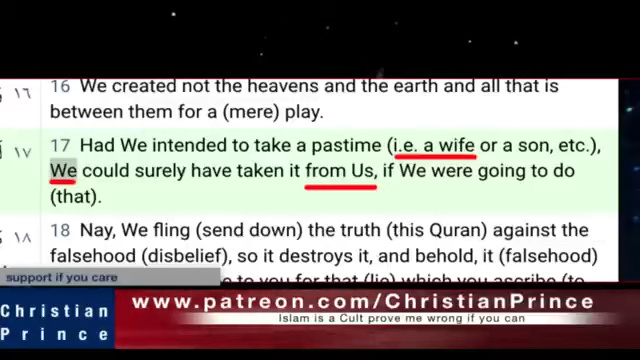 ١٦ 16 We created not the heavens and the earth and all that is
between them for a (mere) play.
١٧ 17 Had We intended to take a pastime (i.e. a wife or a son, etc.),
We could surely have taken it from Us, if We were going to do
(that).
١٨ 18 Nay, We fling (send down) the truth (this Quran) against the
falsehood (disbelief), so it destroys it, and behold, it (falsehood)
support if you care
to you for that (lie) which you ascribe (to
Christian
Prince
www.patreon.com/ChristianPrince
Islam is a Cult prove me wrong if you can